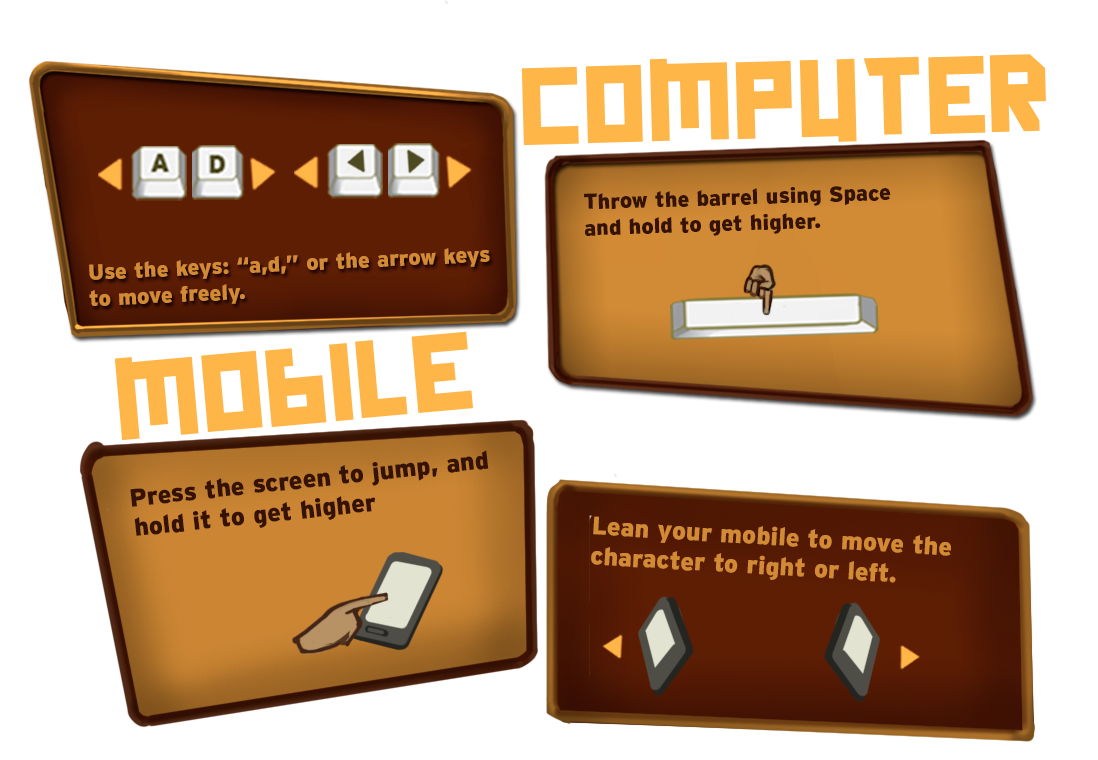 COMPUTER
A D
Use the keys: “a,d,” or the arrow keys
to move freely.
Throw the barrel using Space
and hold to get higher.
MOBILE
Press the screen to jump, and
hold it to get higher
Lean your mobile to move the
character to right or left.